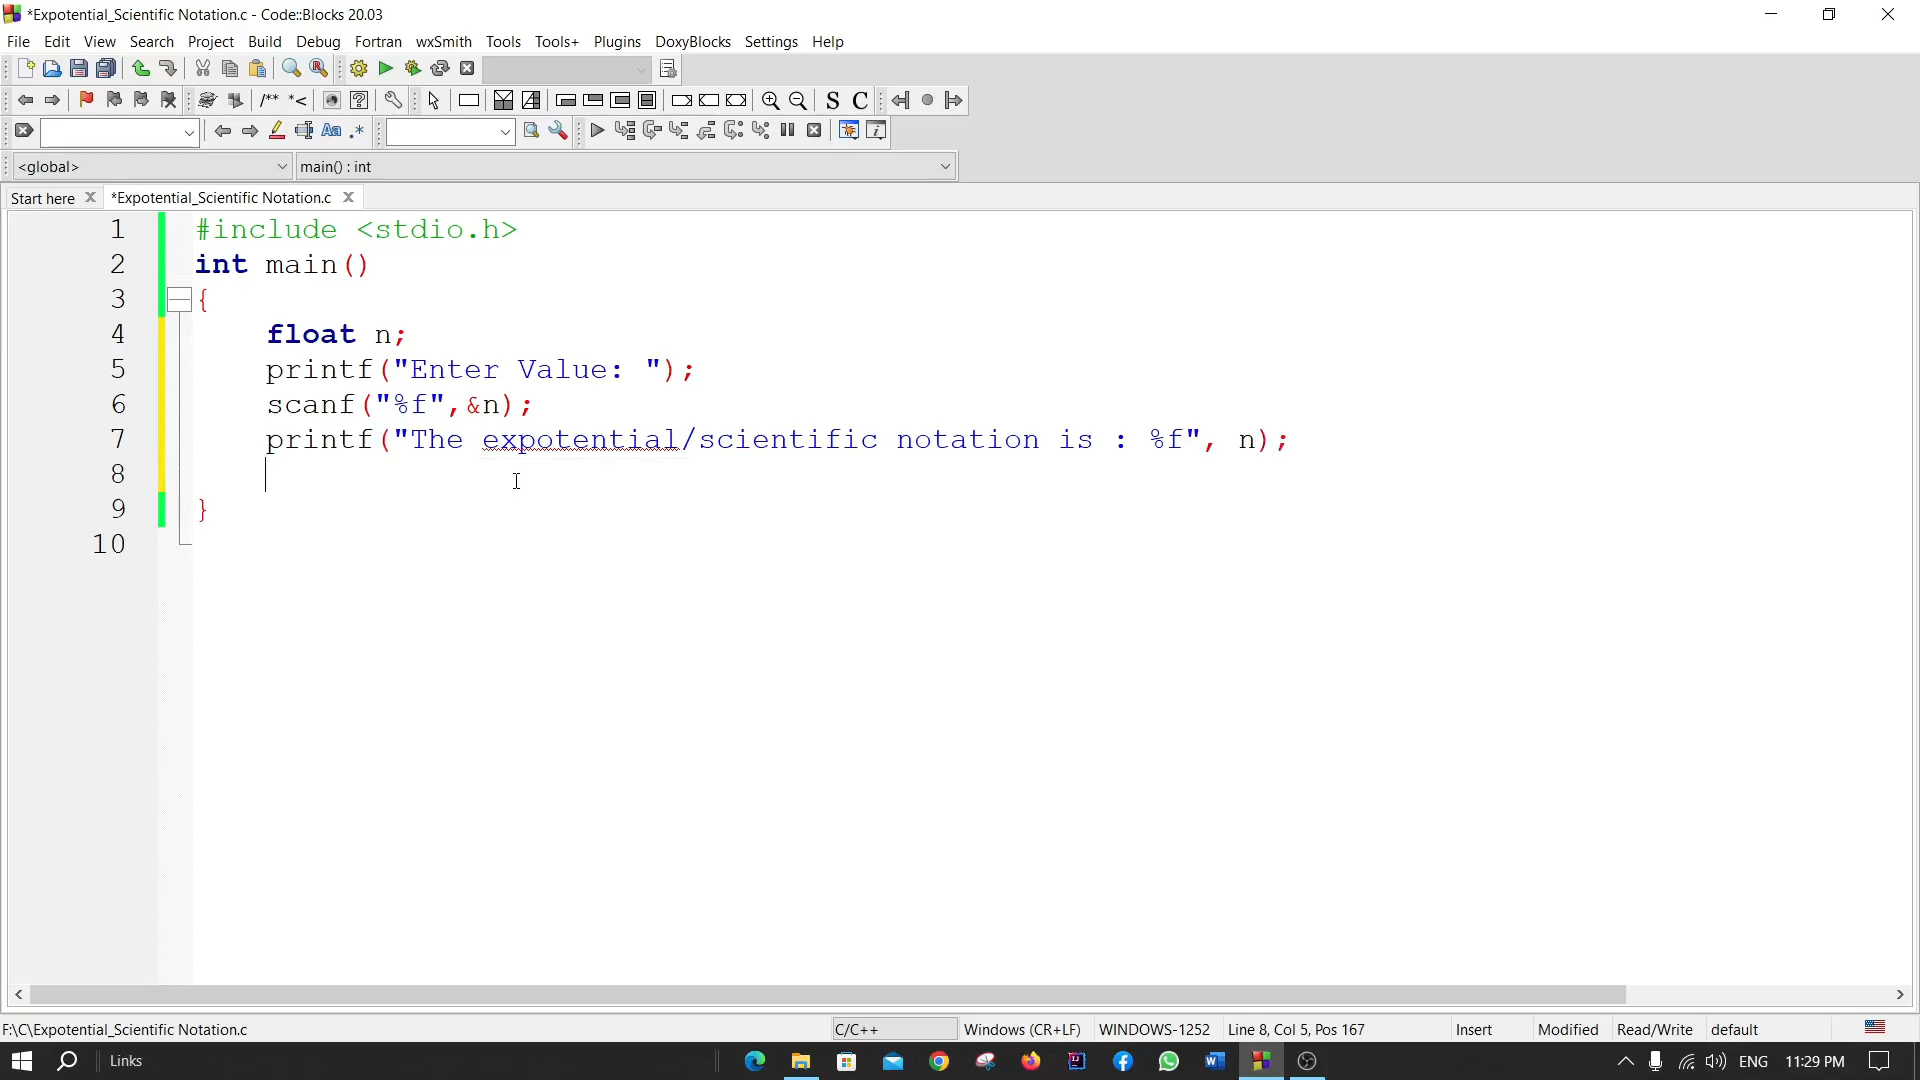 *Expotential_Scientific Notation.c - Code::Blocks 20.03
File Edit View Search Project Build Debug Fortran wxSmith Tools Tools+ Plugins DoxyBlocks Settings Help
/** *<
S C
Aa .*
<global> main() : int
Start here *Expotential_Scientific Notation.c
1 #include <stdio.h>
2 int main()
3 {
4 float n;
5 printf("Enter Value: ");
6 scanf("%f",&n);
7 printf("The expotential/scientific notation is : %f", n);
8
9 }
10
F:\C\Expotential_Scientific Notation.c C/C++ Windows (CR+LF) WINDOWS-1252 Line 8, Col 5, Pos 167 Insert Modified Read/Write default
Links ENG 11:29 PM